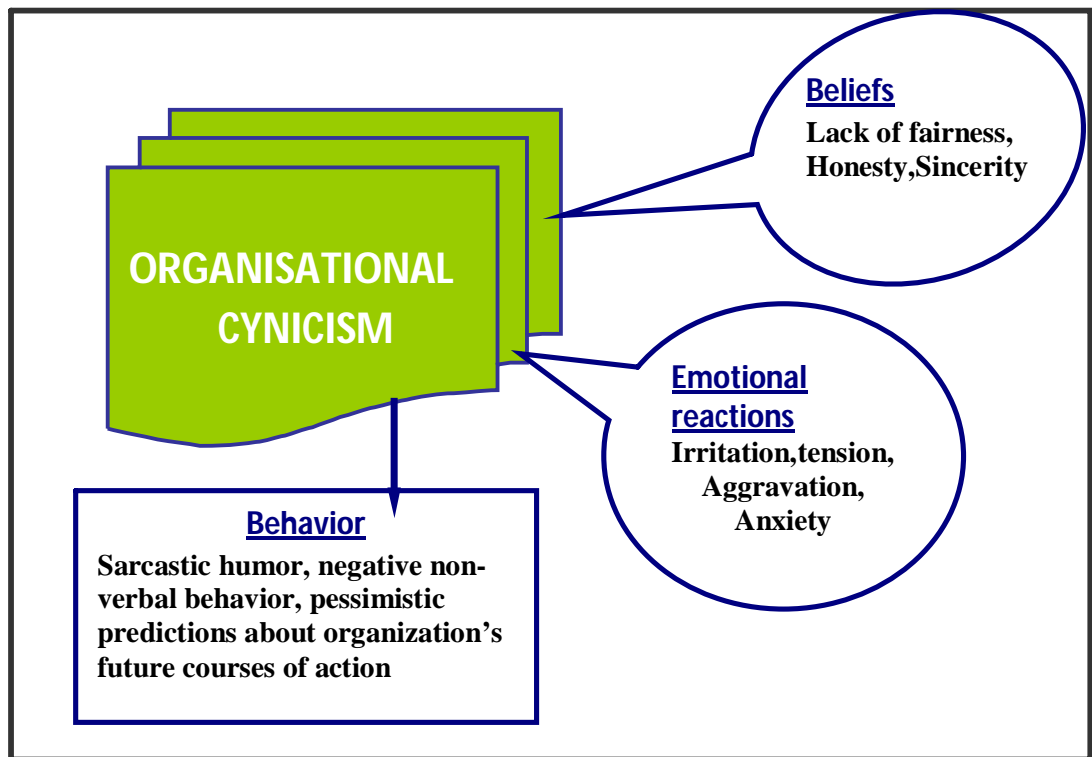 Beliefs
Lack of fairness,
Honesty,Sincerity
ORGANISATIONAL
CYNICISM
Emotional
reactions
Irritation,tension,
Aggravation,
Anxiety
Behavior
Sarcastic humor, negative non-
verbal behavior, pessimistic
predictions about organization’s
future courses of action